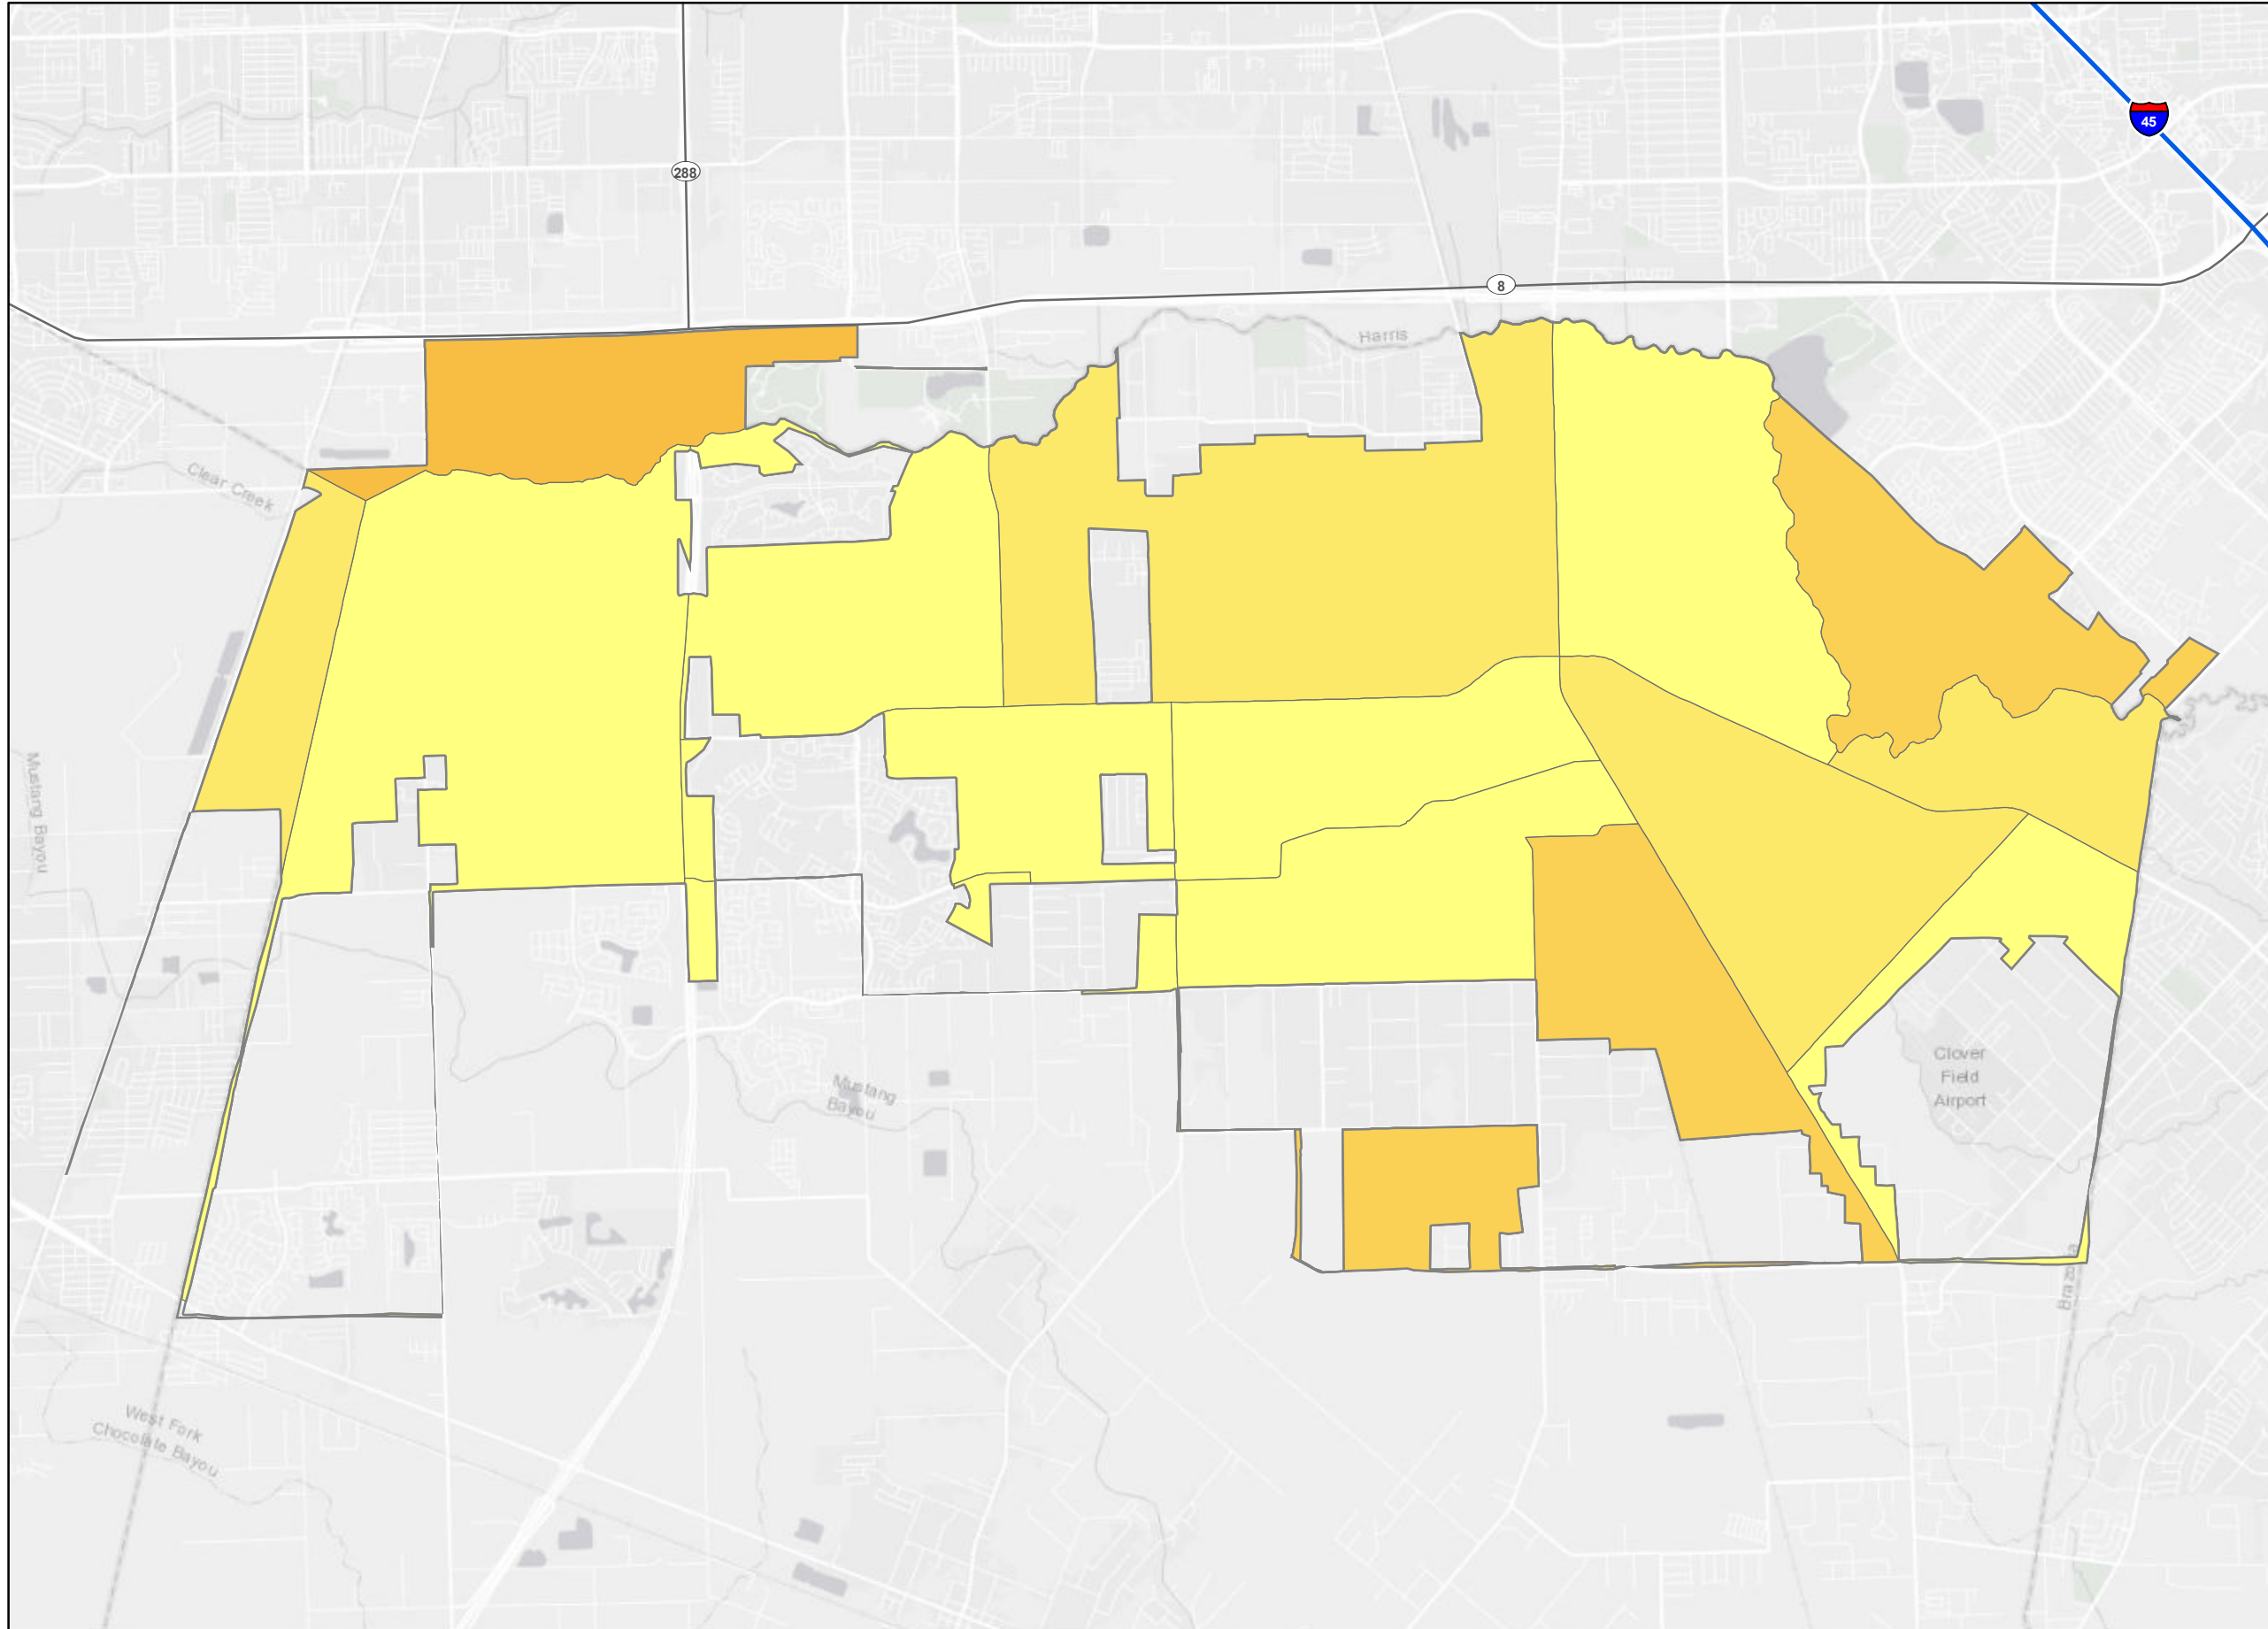 45
288
8
Harris
Clear Creek
Mustang Bayou
Clover
Field
Airport
Mustang
Bayou
West Fork
Chocolate Bayou